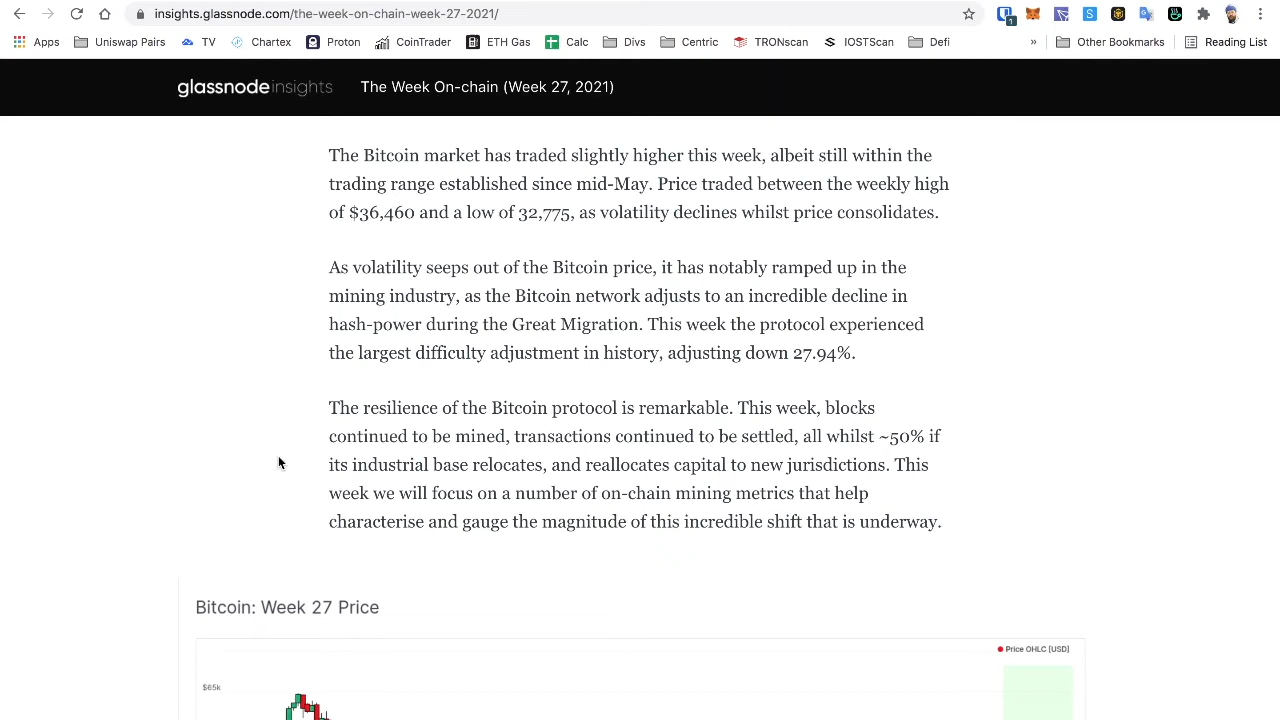 insights.glassnode.com/the-week-on-chain-week-27-2021/
1
Apps Uniswap Pairs TV Chartex Proton CoinTrader ETH Gas Calc Divs Centric TRONscan IOSTScan Defi » Other Bookmarks Reading List
glassnodeinsights The Week On-chain (Week 27, 2021)
The Bitcoin market has traded slightly higher this week, albeit still within the
trading range established since mid-May. Price traded between the weekly high
of $36,460 and a low of 32,775, as volatility declines whilst price consolidates.
As volatility seeps out of the Bitcoin price, it has notably ramped up in the
mining industry, as the Bitcoin network adjusts to an incredible decline in
hash-power during the Great Migration. This week the protocol experienced
the largest difficulty adjustment in history, adjusting down 27.94%.
The resilience of the Bitcoin protocol is remarkable. This week, blocks
continued to be mined, transactions continued to be settled, all whilst ~50% if
its industrial base relocates, and reallocates capital to new jurisdictions. This
week we will focus on a number of on-chain mining metrics that help
characterise and gauge the magnitude of this incredible shift that is underway.
Bitcoin: Week 27 Price
Price OHLC [USD]
$65k